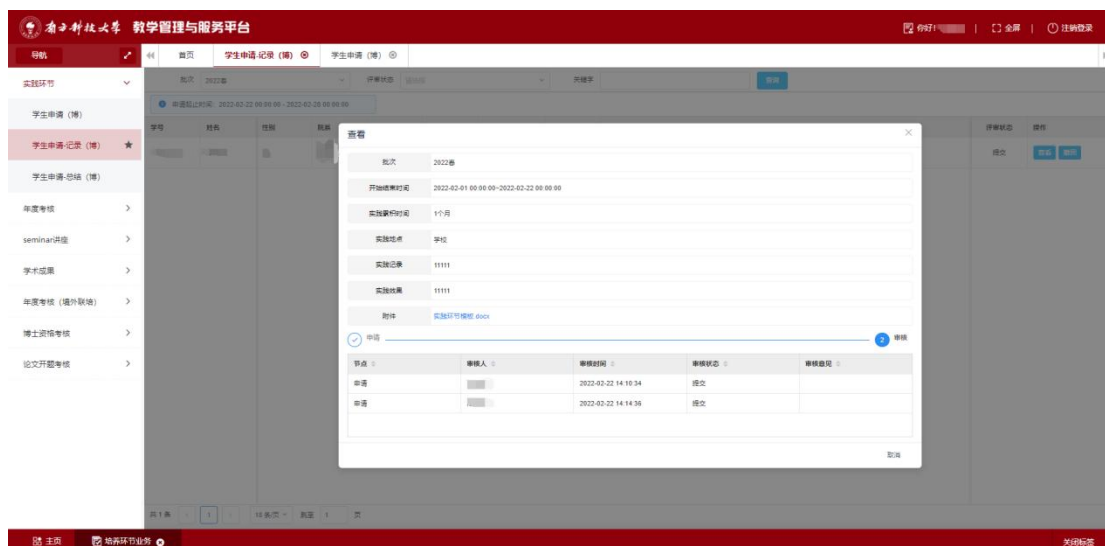 南方科技大学 教学管理与服务平台
你好! | 全屏 | 注销登录
导航
首页 学生申请-记录（博） 学生申请（博）
实践环节
学生申请（博）
学生申请-记录（博）
学生申请-总结（博）
年度考核
seminar讲座
学术成果
年度考核（境外联培）
博士资格考核
论文开题考核
批次 2022春 评审状态 请选择 关键字 查询
申请起止时间: 2022-02-22 00:00:00 - 2022-02-28 00:00:00
学号 姓名 性别 院系 评审状态 操作
提交 查看 撤回
查看
批次 2022春
开始结束时间 2022-02-01 00:00:00~2022-02-22 00:00:00
实践累积时间 1个月
实践地点 学校
实践记录 11111
实践效果 11111
附件 实践环节模板.docx
申请 2 审核
节点 审核人 审核时间 审核状态 审核意见
申请 2022-02-22 14:10:34 提交
申请 2022-02-22 14:14:36 提交
取消
共 1 条 1 10 条/页 跳至 1 页
主页 培养环节业务 关闭标签